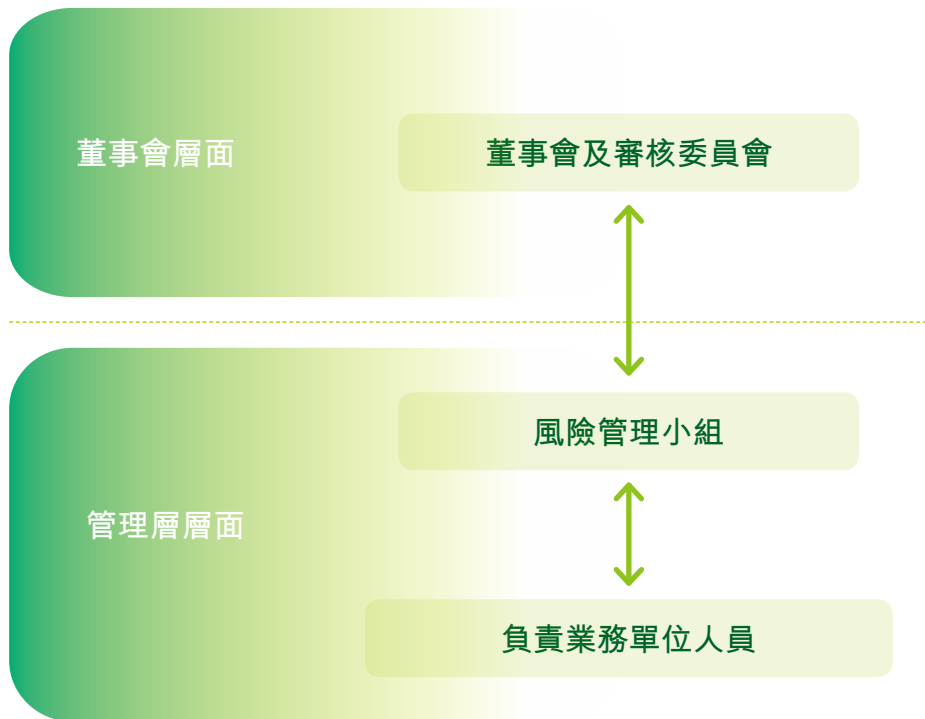 董事會層面
董事會及審核委員會
風險管理小組
管理層層面
負責業務單位人員